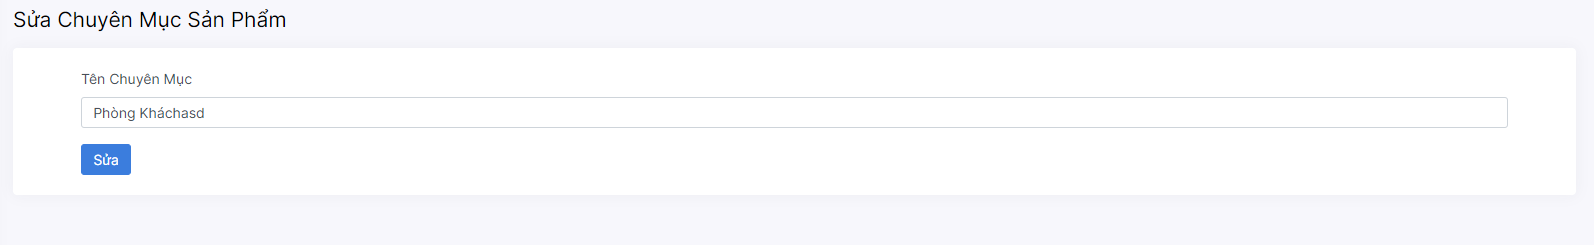 Sửa Chuyên Mục Sản Phẩm
Tên Chuyên Mục
Phòng Kháchasd
Sửa